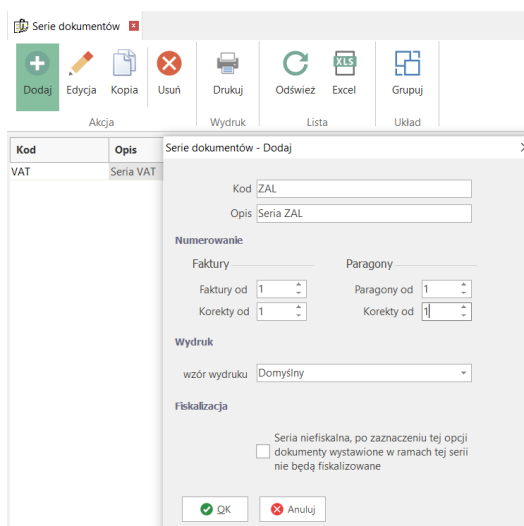 Serie dokumentów
Dodaj Edycja Kopia Usuń Drukuj Odśwież XLS Excel Grupuj
Akcja Wydruk Lista Układ
Kod Opis
VAT Seria VAT
Serie dokumentów - Dodaj
Kod ZAL
Opis Seria ZAL
Numerowanie
Faktury Paragony
Faktury od 1 Paragony od 1
Korekty od 1 Korekty od 1
Wydruk
wzór wydruku Domyślny
Fiskalizacja
Seria niefiskalna, po zaznaczeniu tej opcji
dokumenty wystawione w ramach tej serii
nie będą fiskalizowane
OK Anuluj